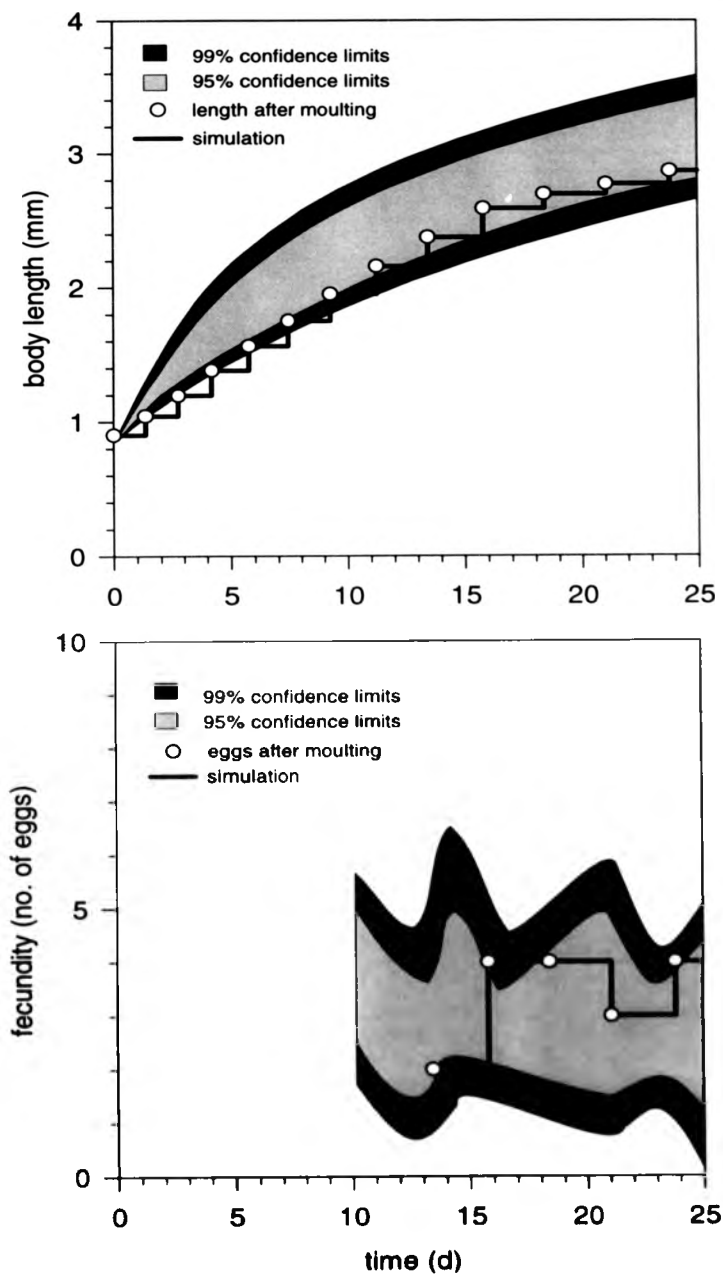 4
99% confidence limits
95% confidence limits
length after moulting
simulation
3
body length (mm)
2
1
0
0 5 10 15 20 25
10
99% confidence limits
95% confidence limits
eggs after moulting
simulation
fecundity (no. of eggs)
5
0
0 5 10 15 20 25
time (d)